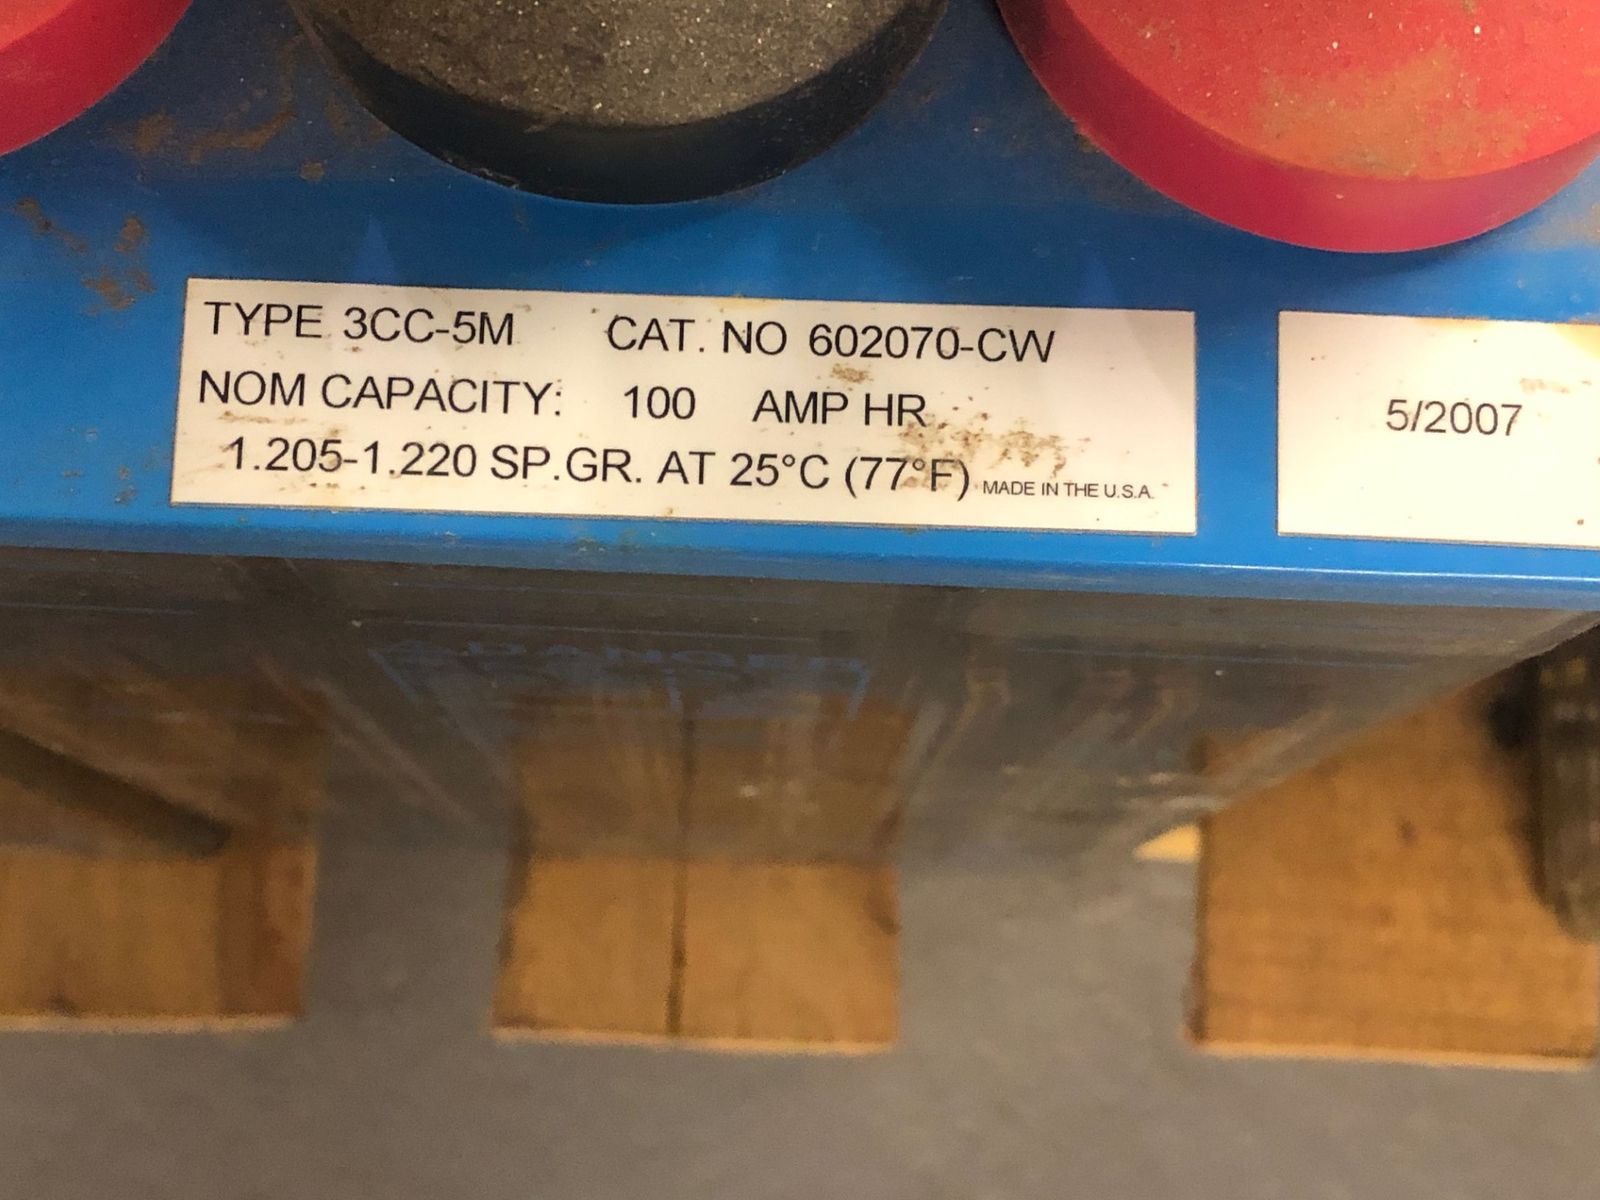 TYPE 3CC-5M CAT. NO 602070-CW
NOM CAPACITY: 100 AMP HR
1.205-1.220 SP.GR. AT 25°C (77°F) MADE IN THE U.S.A.
5/2007
DANGER